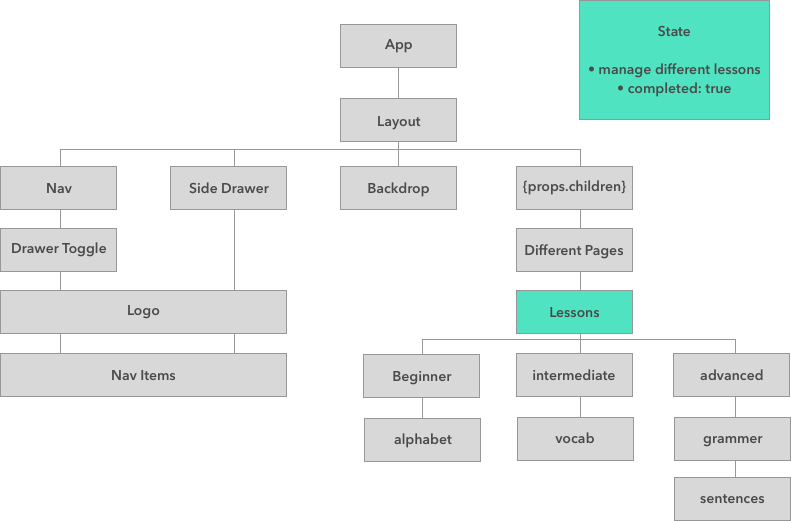 State
• manage different lessons
• completed: true
App
Layout
Nav
Side Drawer
Backdrop
{props.children}
Drawer Toggle
Different Pages
Logo
Lessons
Nav Items
Beginner
intermediate
advanced
alphabet
vocab
grammer
sentences